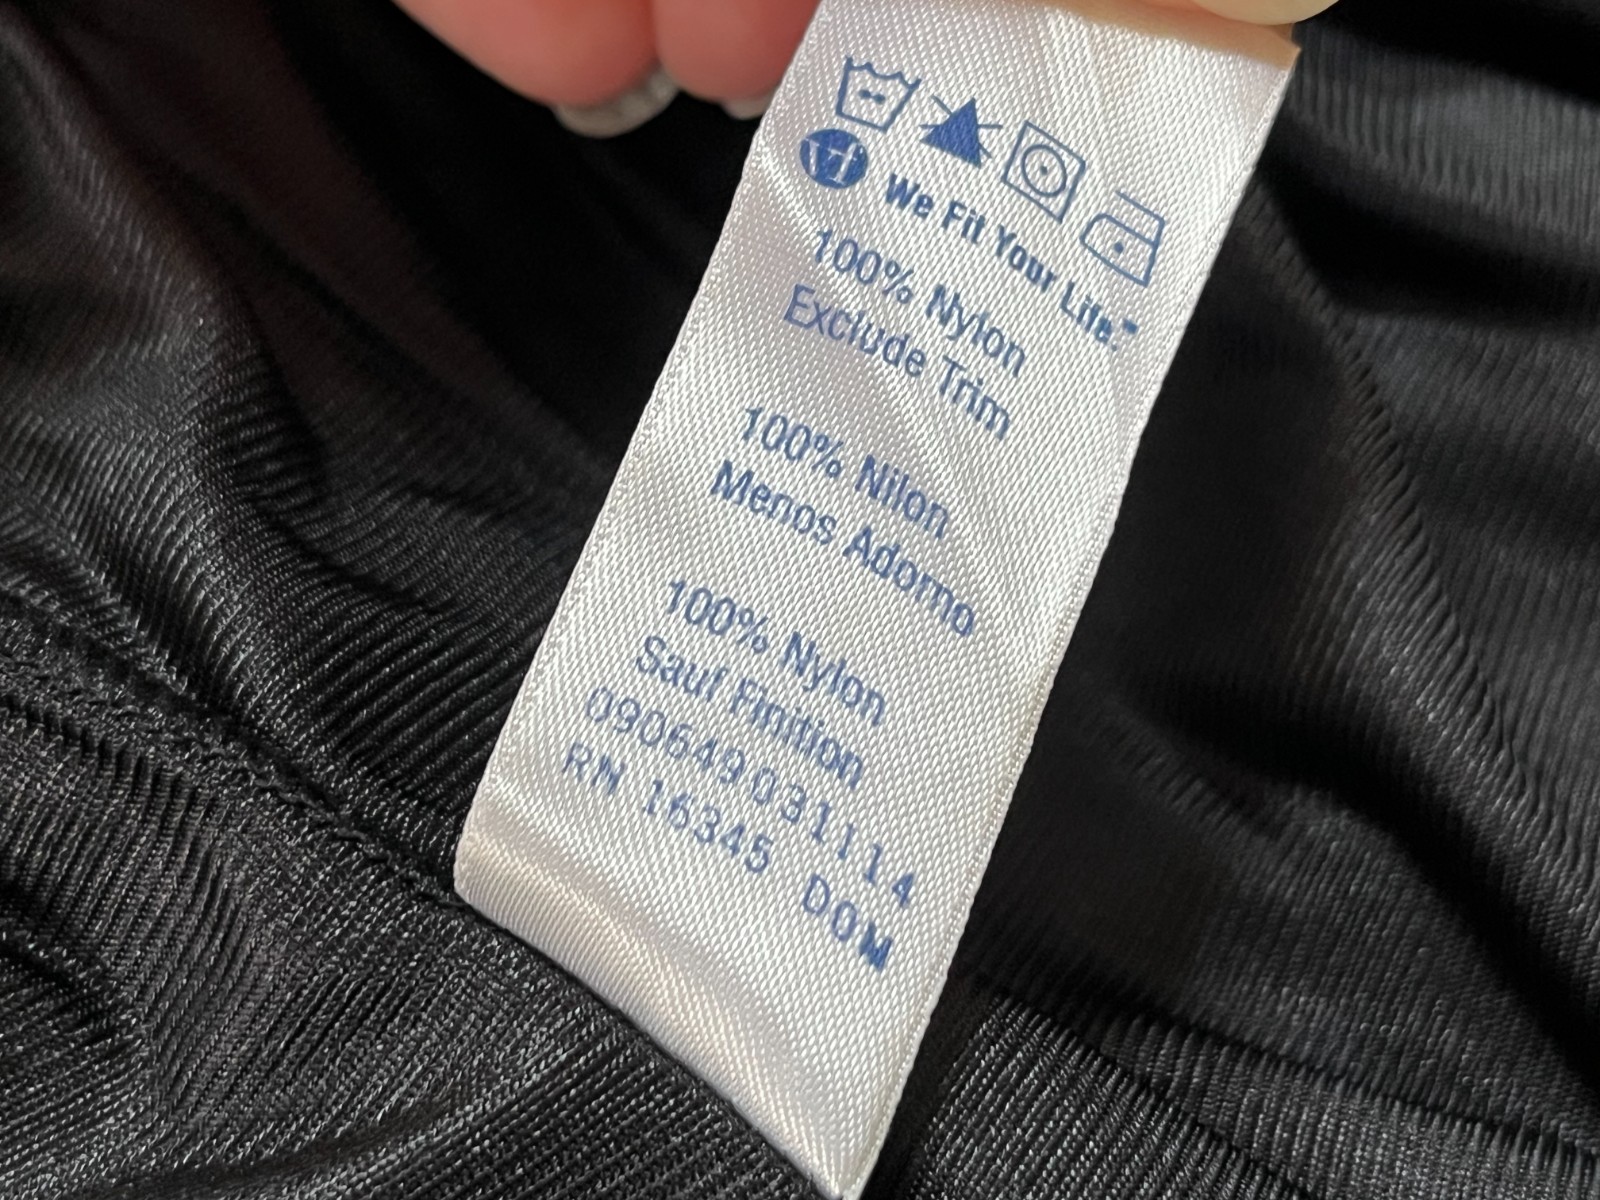 Vf We Fit Your Life.™
100% Nylon
Exclude Trim
100% Nilon
Menos Adorno
100% Nylon
Sauf Finition
090649031114
RN 16345 DOM